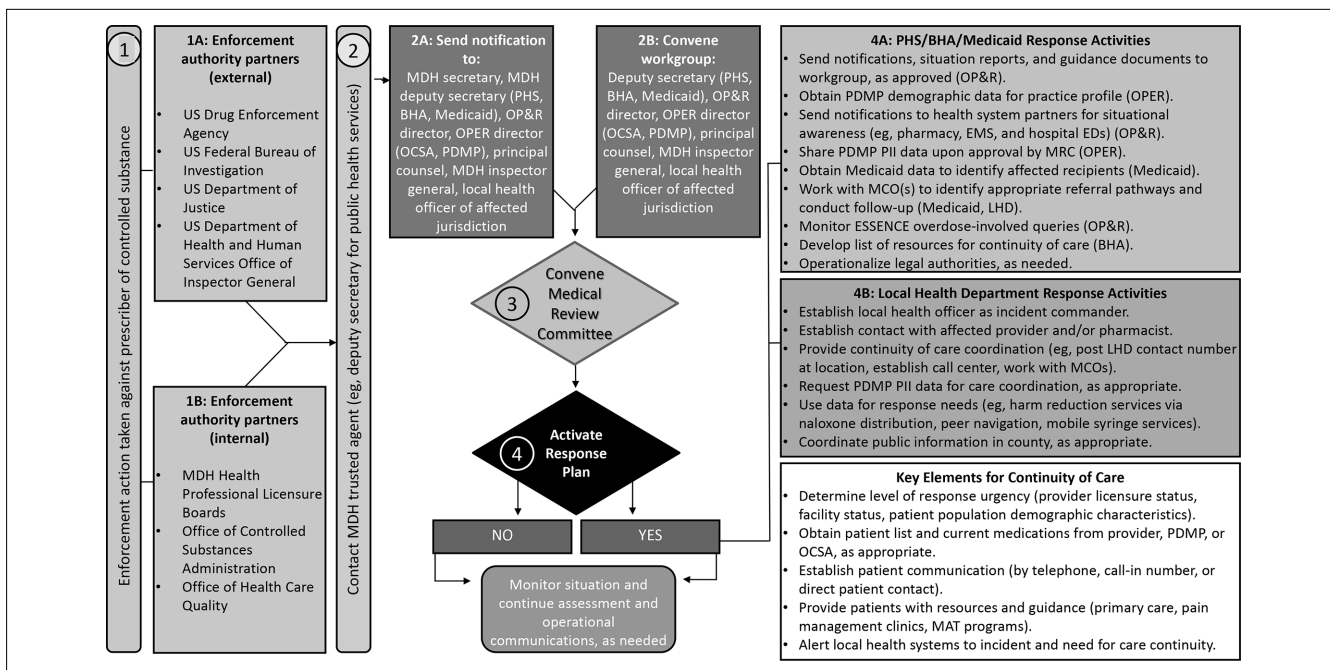 1
Enforcement action taken against prescriber of controlled substance
1A: Enforcement
authority partners
(external)
• US Drug Enforcement
Agency
• US Federal Bureau of
Investigation
• US Department of
Justice
• US Department of
Health and Human
Services Office of
Inspector General
1B: Enforcement
authority partners
(internal)
• MDH Health
Professional Licensure
Boards
• Office of Controlled
Substances
Administration
• Office of Health Care
Quality
2
Contact MDH trusted agent (eg, deputy secretary for public health services)
2A: Send notification
to:
MDH secretary, MDH
deputy secretary (PHS,
BHA, Medicaid), OP&R
director, OPER director
(OCSA, PDMP), principal
counsel, MDH inspector
general, local health
officer of affected
jurisdiction
2B: Convene
workgroup:
Deputy secretary (PHS,
BHA, Medicaid), OP&R
director, OPER director
(OCSA, PDMP), principal
counsel, MDH inspector
general, local health
officer of affected
jurisdiction
3
Convene
Medical
Review
Committee
4
Activate
Response
Plan
NO
YES
Monitor situation and
continue assessment and
operational
communications, as needed
4A: PHS/BHA/Medicaid Response Activities
• Send notifications, situation reports, and guidance documents to
workgroup, as approved (OP&R).
• Obtain PDMP demographic data for practice profile (OPER).
• Send notifications to health system partners for situational
awareness (eg, pharmacy, EMS, and hospital EDs) (OP&R).
• Share PDMP PII data upon approval by MRC (OPER).
• Obtain Medicaid data to identify affected recipients (Medicaid).
• Work with MCO(s) to identify appropriate referral pathways and
conduct follow-up (Medicaid, LHD).
• Monitor ESSENCE overdose-involved queries (OP&R).
• Develop list of resources for continuity of care (BHA).
• Operationalize legal authorities, as needed.
4B: Local Health Department Response Activities
• Establish local health officer as incident commander.
• Establish contact with affected provider and/or pharmacist.
• Provide continuity of care coordination (eg, post LHD contact number
at location, establish call center, work with MCOs).
• Request PDMP PII data for care coordination, as appropriate.
• Use data for response needs (eg, harm reduction services via
naloxone distribution, peer navigation, mobile syringe services).
• Coordinate public information in county, as appropriate.
Key Elements for Continuity of Care
• Determine level of response urgency (provider licensure status,
facility status, patient population demographic characteristics).
• Obtain patient list and current medications from provider, PDMP, or
OCSA, as appropriate.
• Establish patient communication (by telephone, call-in number, or
direct patient contact).
• Provide patients with resources and guidance (primary care, pain
management clinics, MAT programs).
• Alert local health systems to incident and need for care continuity.